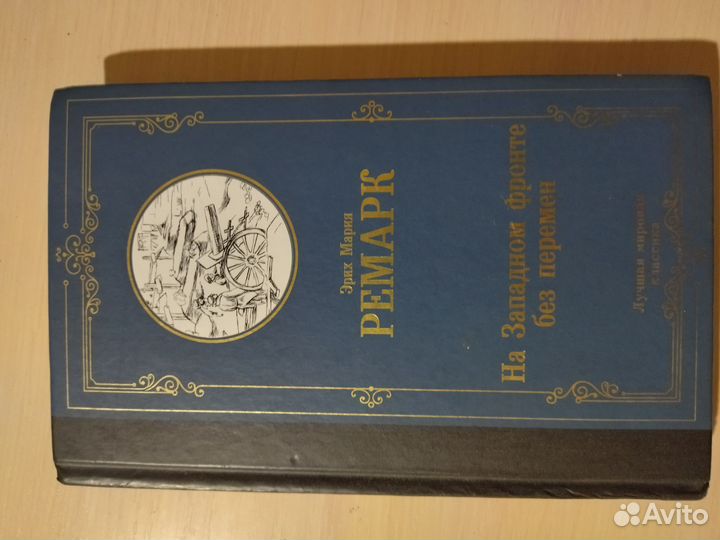 Эрих Мария
РЕМАРК
На Западном фронте
без перемен
Лучшая мировая
классика
Avito